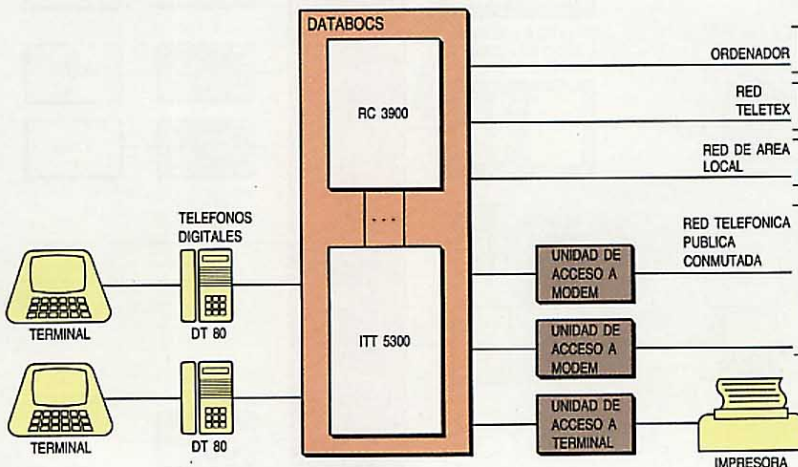 DATABOCS
RC 3900
...
ITT 5300
ORDENADOR
RED
TELETEX
RED DE AREA
LOCAL
RED TELEFONICA
PUBLICA
CONMUTADA
TELEFONOS
DIGITALES
TERMINAL
DT 80
TERMINAL
DT 80
UNIDAD DE
ACCESO A
MODEM
UNIDAD DE
ACCESO A
MODEM
UNIDAD DE
ACCESO A
TERMINAL
IMPRESORA